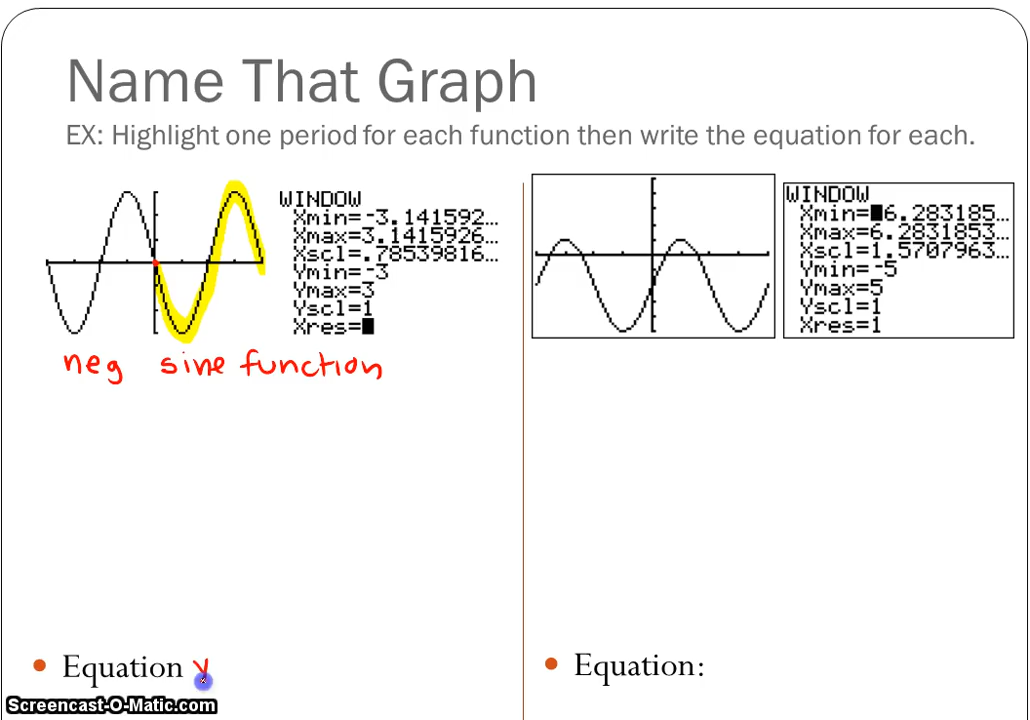 Name That Graph
EX: Highlight one period for each function then write the equation for each.
WINDOW
Xmin=-3.141592...
Xmax=3.1415926...
Xscl=.78539816...
Ymin=-3
Ymax=3
Yscl=1
Xres=
WINDOW
Xmin=6.283185...
Xmax=6.2831853...
Xscl=1.5707963...
Ymin=-5
Ymax=5
Yscl=1
Xres=1
neg sine function
• Equation y
• Equation:
Screencast-O-Matic.com